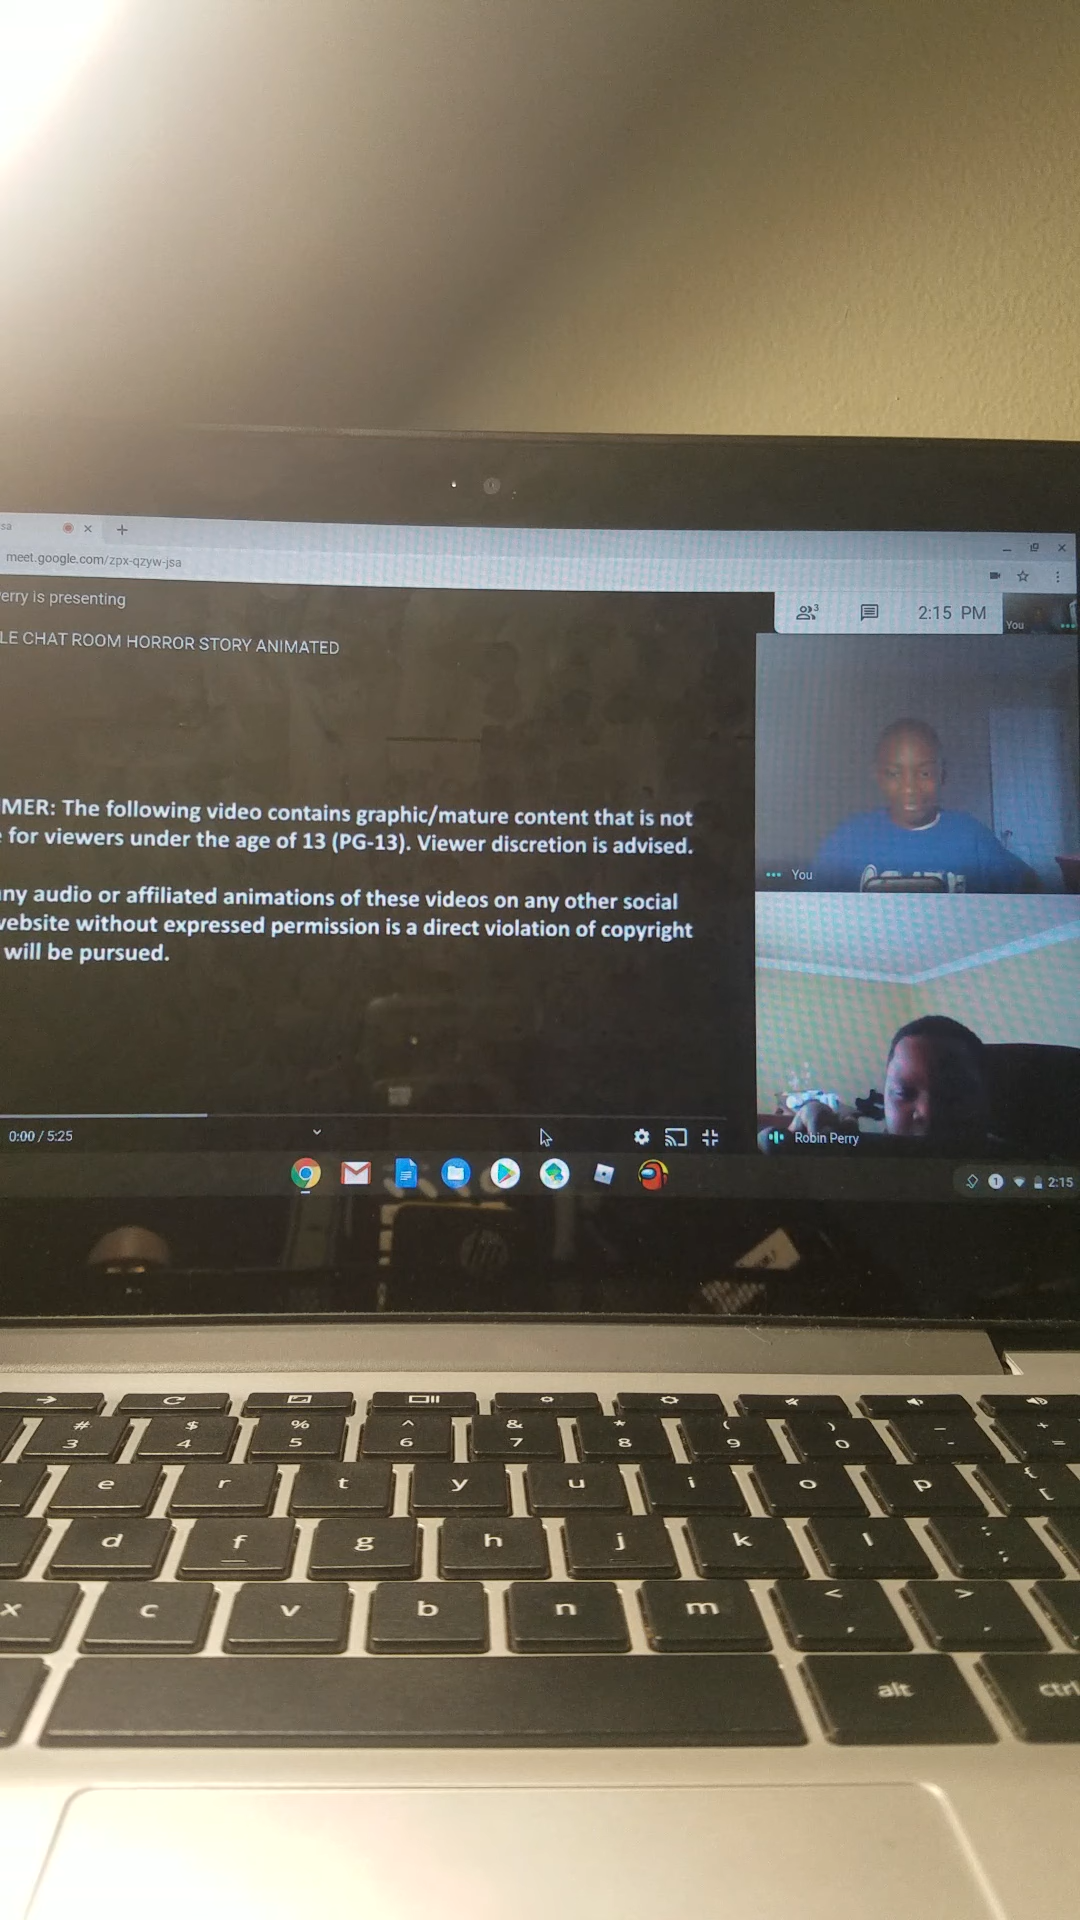 sa
meet.google.com/zpx-qzyw-jsa
erry is presenting
3
2:15 PM
You
LE CHAT ROOM HORROR STORY ANIMATED
MER: The following video contains graphic/mature content that is not
for viewers under the age of 13 (PG-13). Viewer discretion is advised.
ny audio or affiliated animations of these videos on any other social
ebsite without expressed permission is a direct violation of copyright
will be pursued.
You
0:00 / 5:25
Robin Perry
1
2:15
# $ % ^ & * ( ) _ +
3 4 5 6 7 8 9 0 - =
e r t y u i o p { [
d f g h j k l : ;
x c v b n m < , > .
alt ctrl